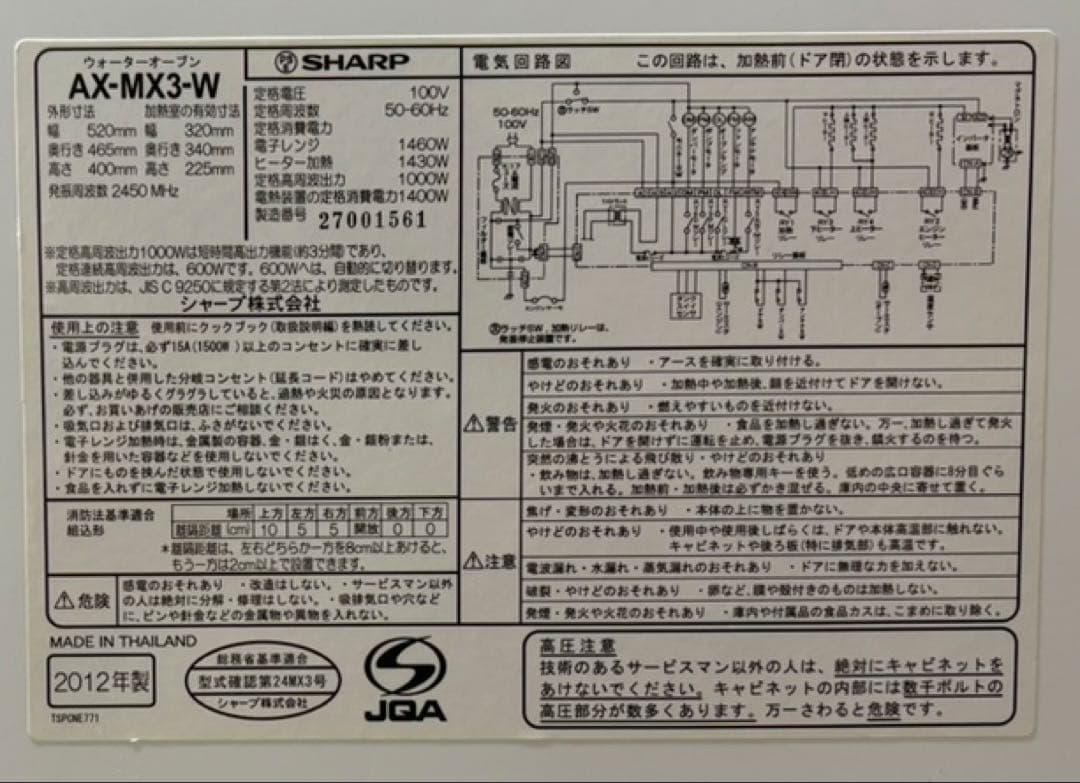 ウォーターオーブン
AX-MX3-W
外形寸法 加熱室の有効寸法
幅 520mm 幅 320mm
奥行き 465mm 奥行き 340mm
高さ 400mm 高さ 225mm
発振周波数 2450 MHz
SHARP
定格電圧 100V
定格周波数 50-60Hz
定格消費電力
電子レンジ 1460W
ヒーター加熱 1430W
定格高周波出力 1000W
電熱装置の定格消費電力1400W
製造番号 27001561
※定格高周波出力1000Wは短時間高出力機能(約3分間)であり、
定格連続高周波出力は、600Wです。600Wへは、自動的に切り替ります。
※高周波出力は、JIS C 9250に規定する第2法により測定したものです。
シャープ株式会社
使用上の注意 使用前にクックブック(取扱説明編)を熟読してください。
・電源プラグは、必ず15A(1500W)以上のコンセントに確実に差し
込んでください。
・他の器具と併用した分岐コンセント(延長コード)はやめてください。
・差し込みがゆるくグラグラしていると、過熱や火災の原因となります。
必ず、お買いあげの販売店にご相談ください。
・吸気口および排気口は、ふさがないでください。
・電子レンジ加熱時は、金属製の容器、金・銀はく、金・銀粉または、
針金を用いた容器などを使用しないでください。
・ドアにものを挟んだ状態で使用しないでください。
・食品を入れずに電子レンジ加熱しないでください。
消防法基準適合
組込形
場所 上方 左方 右方 前方 後方 下方
離隔距離(cm) 10 5 5 開放 0 0
*離隔距離は、左右どちらか一方を8cm以上あけると、
もう一方は2cm以上で設置できます。
⚠危険
感電のおそれあり ・改造はしない。・サービスマン以外
の人は絶対に分解・修理はしない。・吸排気口や穴など
に、ピンや針金などの金属物や異物を入れない。
MADE IN THAILAND
2012年製
TSPCNE771
総務省基準適合
型式確認第24MX3号
シャープ株式会社
JQA
電気回路図 この回路は、加熱前(ドア閉)の状態を示します。
50-60Hz
100V
ラッチSW
ラッチSW、加熱リレーは、
発振停止装置です。
⚠警告
感電のおそれあり ・アースを確実に取り付ける。
やけどのおそれあり ・加熱中や加熱後、顔を近付けてドアを開けない。
発火のおそれあり ・燃えやすいものを近付けない。
発煙・発火や火花のおそれあり ・食品を加熱し過ぎない。万一、加熱し過ぎて発火
した場合は、ドアを開けずに運転を止め、電源プラグを抜き、鎮火するのを待つ。
突然の沸とうによる飛び散り・やけどのおそれあり
・飲み物は、加熱し過ぎない。飲み物専用キーを使う。低めの広口容器に8分目ぐら
いまで入れる。加熱前・加熱後は必ずかき混ぜる。庫内の中央に寄せて置く。
⚠注意
焦げ・変形のおそれあり ・本体の上に物を置かない。
やけどのおそれあり ・使用中や使用後しばらくは、ドアや本体高温部に触れない。
キャビネットや後ろ板(特に排気部)も高温です。
電波漏れ・水漏れ・蒸気漏れのおそれあり ・ドアに無理な力を加えない。
破裂・やけどのおそれあり ・卵など、膜や殻付きのものは加熱しない。
発煙・発火や火花のおそれあり ・庫内や付属品の食品カスは、こまめに取り除く。
高圧注意
技術のあるサービスマン以外の人は、絶対にキャビネットを
あけないでください。キャビネットの内部には数千ボルトの
高圧部分が数多くあります。万一さわると危険です。